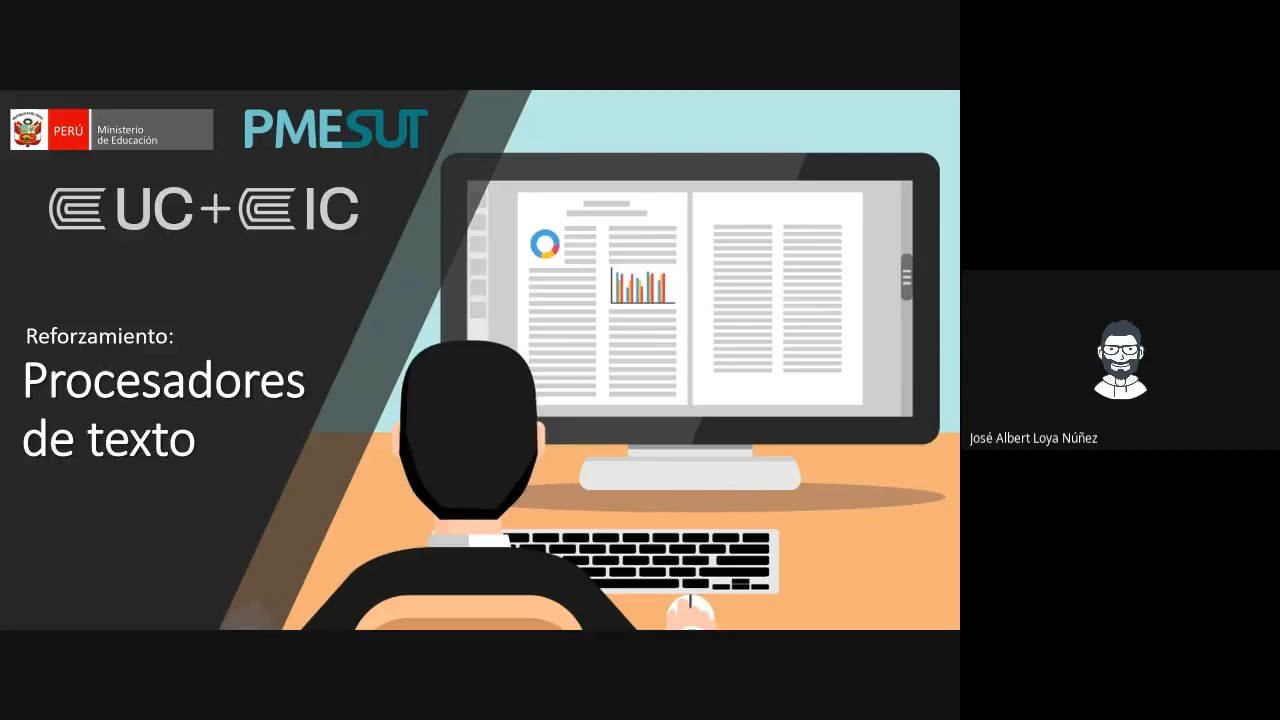 PERÚ
Ministerio
de Educación
PMESUT
UC+ IC
Reforzamiento:
Procesadores
de texto
José Albert Loya Núñez